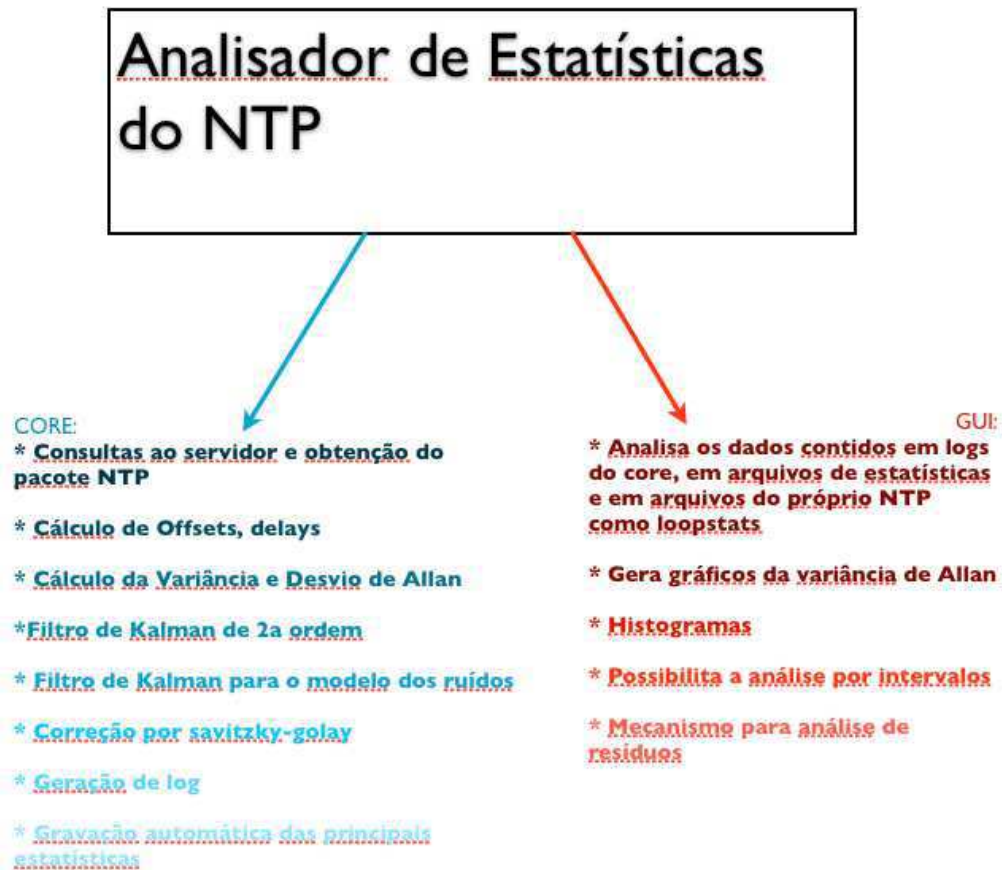 Analisador de Estatísticas
do NTP
CORE:
* Consultas ao servidor e obtenção do
pacote NTP
* Cálculo de Offsets, delays
* Cálculo da Variância e Desvio de Allan
*Filtro de Kalman de 2a ordem
* Filtro de Kalman para o modelo dos ruídos
* Correção por savitzky-golay
* Geração de log
* Gravação automática das principais
estatísticas
GUI:
* Analisa os dados contidos em logs
do core, em arquivos de estatísticas
e em arquivos do próprio NTP
como loopstats
* Gera gráficos da variância de Allan
* Histogramas
* Possibilita a análise por intervalos
* Mecanismo para análise de
resíduos